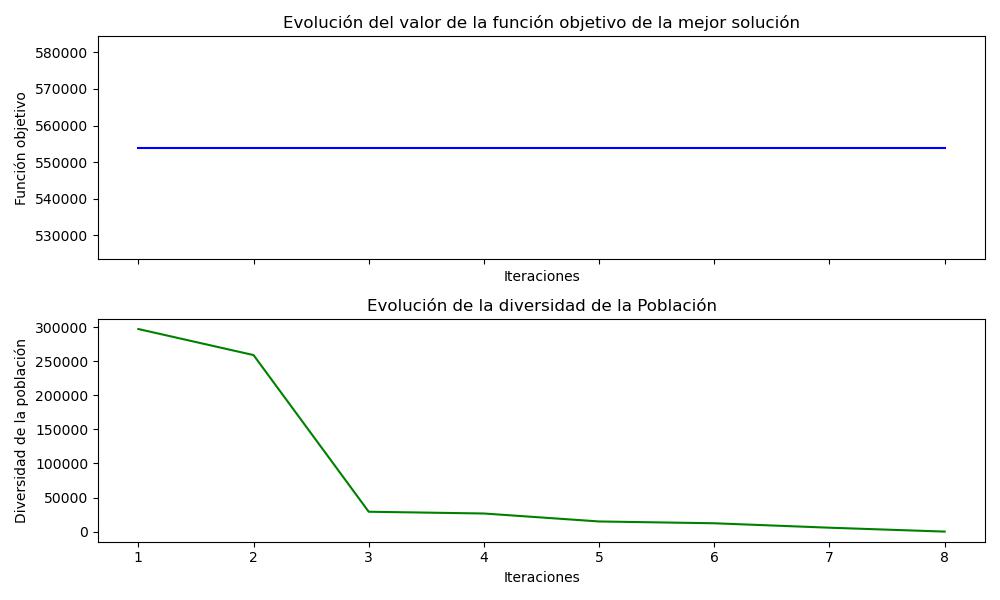 Evolución del valor de la función objetivo de la mejor solución
580000
570000
560000
550000
540000
530000
Función objetivo
Iteraciones
Evolución de la diversidad de la Población
300000
250000
200000
150000
100000
50000
0
Diversidad de la población
1 2 3 4 5 6 7 8
Iteraciones